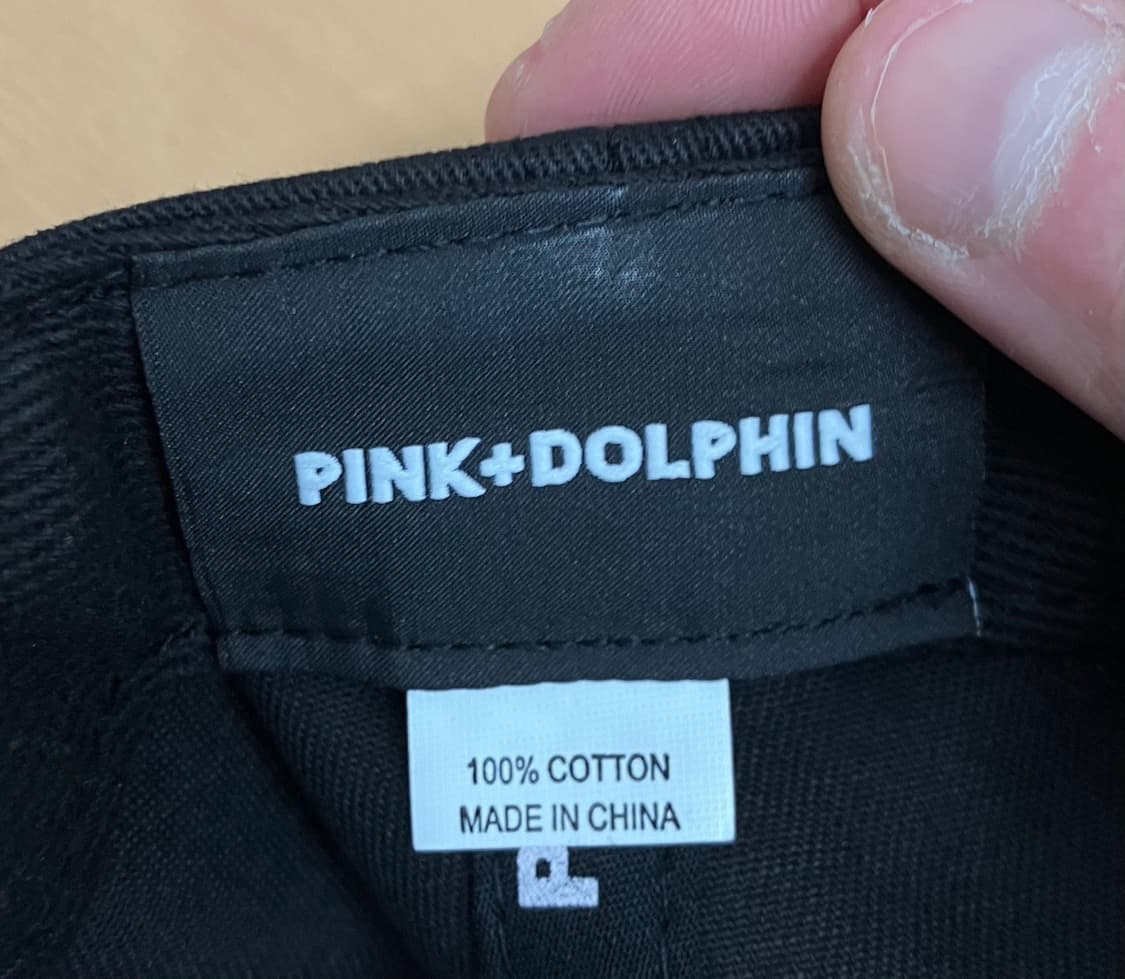 PINK+DOLPHIN
100% COTTON
MADE IN CHINA
P